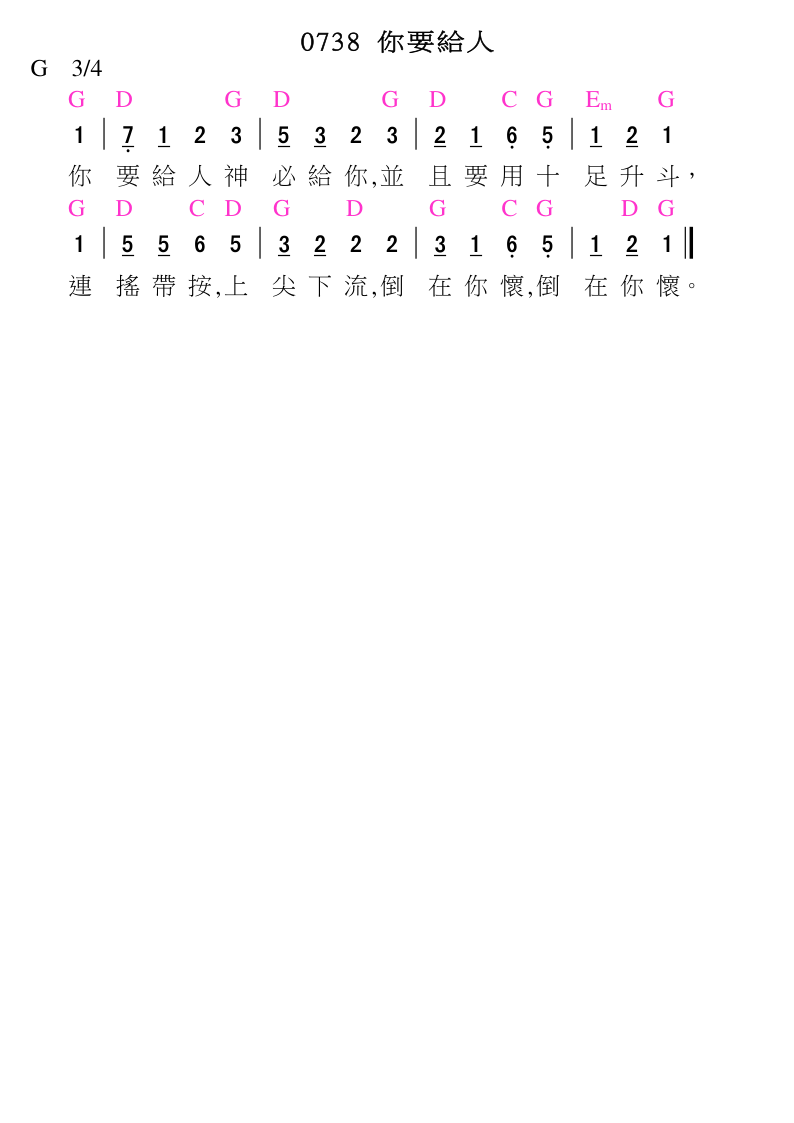 0738 你要給人
G 3/4
G D G D G D C G Em G
1 | 7 1 2 3 | 5 3 2 3 | 2 1 6 5 | 1 2 1
你 要 給 人 神 必 給 你,並 且 要 用 十 足 升 斗，
G D C D G D G C G D G
1 | 5 5 6 5 | 3 2 2 2 | 3 1 6 5 | 1 2 1 ‖
連 搖 帶 按,上 尖 下 流,倒 在 你 懷,倒 在 你 懷。